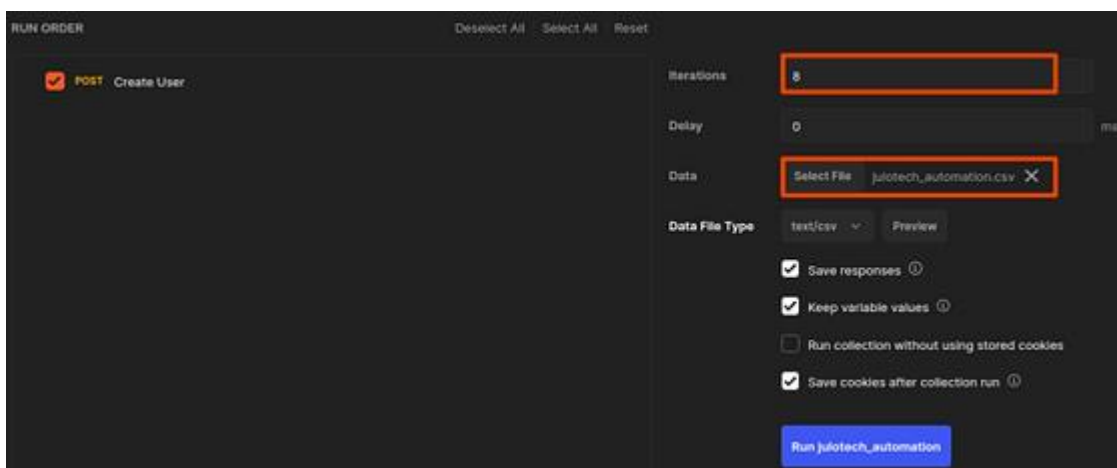 RUN ORDER
Deselect All Select All Reset
POST Create User
Iterations 8
Delay 0 ms
Data Select File julotech_automation.csv
Data File Type text/csv Preview
Save responses
Keep variable values
Run collection without using stored cookies
Save cookies after collection run
Run julotech_automation